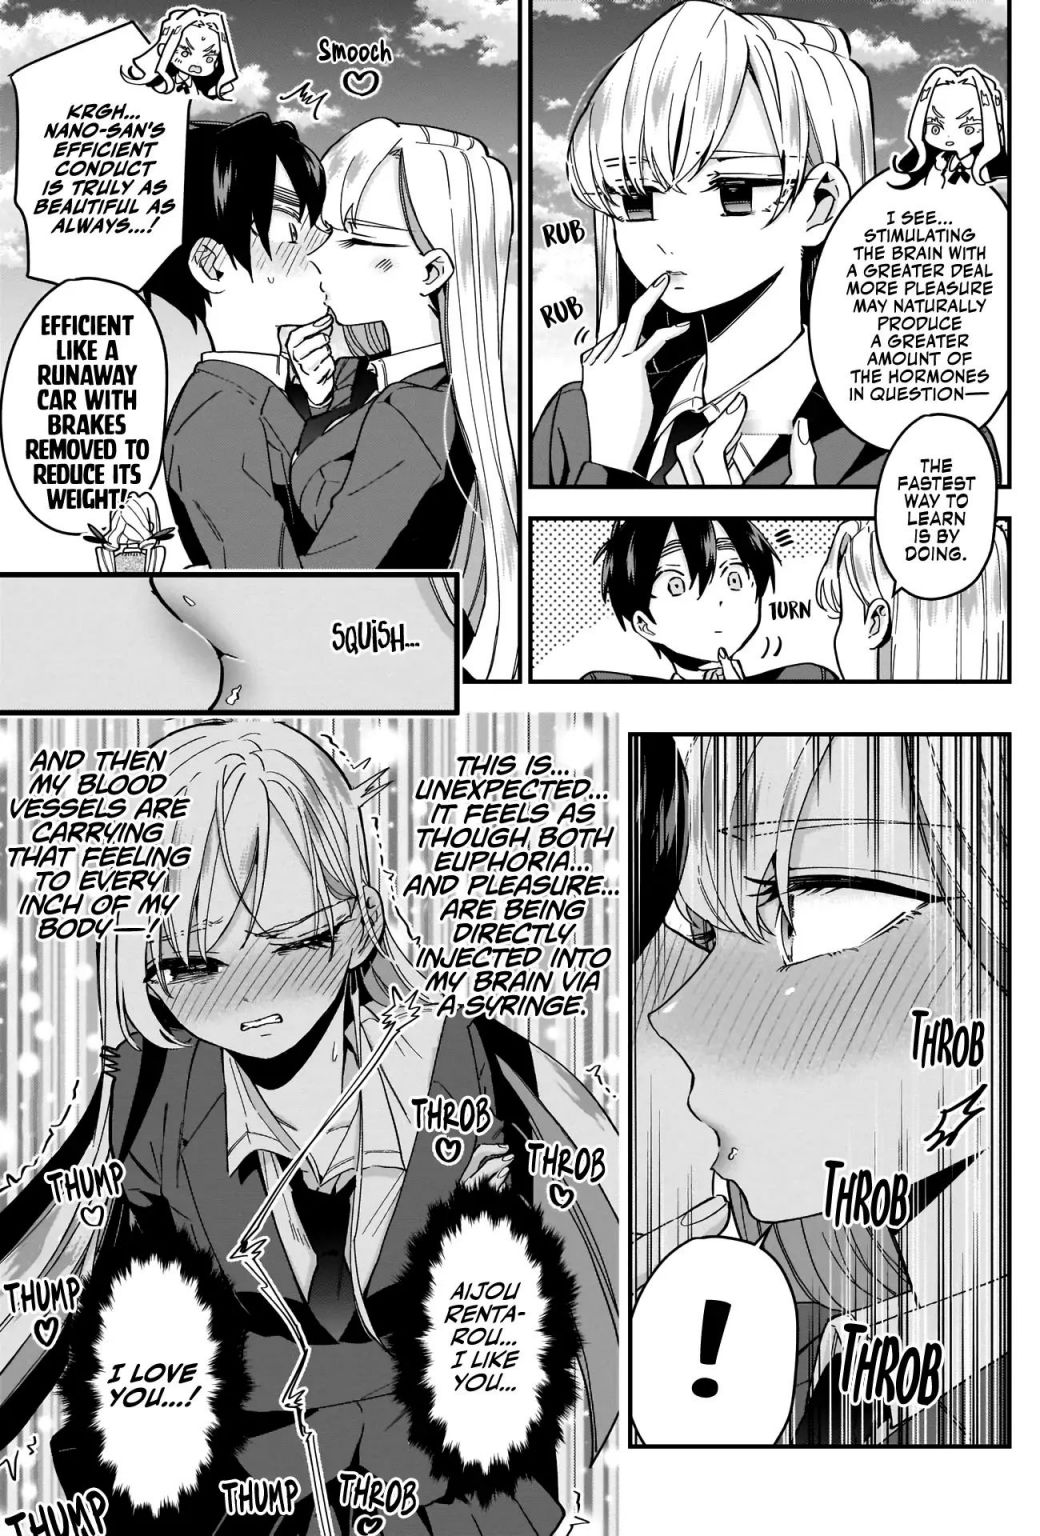 I SEE...
STIMULATING
THE BRAIN WITH
A GREATER DEAL
MORE PLEASURE
MAY NATURALLY
PRODUCE
A GREATER
AMOUNT OF
THE HORMONES
IN QUESTION—
RUB
RUB
THE
FASTEST
WAY TO
LEARN
IS BY
DOING.
TURN
SMOOCH
KRGH...
NANO-SAN'S
EFFICIENT
CONDUCT
IS TRULY AS
BEAUTIFUL AS
ALWAYS...!
EFFICIENT
LIKE A
RUNAWAY
CAR WITH
BRAKES
REMOVED TO
REDUCE ITS
WEIGHT!
SQUISH...
THROB
THROB
THROB
!
THIS IS...
UNEXPECTED...
IT FEELS AS
THOUGH BOTH
EUPHORIA...
AND PLEASURE...
ARE BEING
DIRECTLY
INJECTED INTO
MY BRAIN VIA
A SYRINGE.
AND THEN
MY BLOOD
VESSELS ARE
CARRYING
THAT FEELING
TO EVERY
INCH OF MY
BODY—!
THROB
THROB
THUMP
THUMP
AIJOU
RENTA-
ROU...
I LIKE
YOU...
I LOVE
YOU...!
THROB
THUMP
THUMP